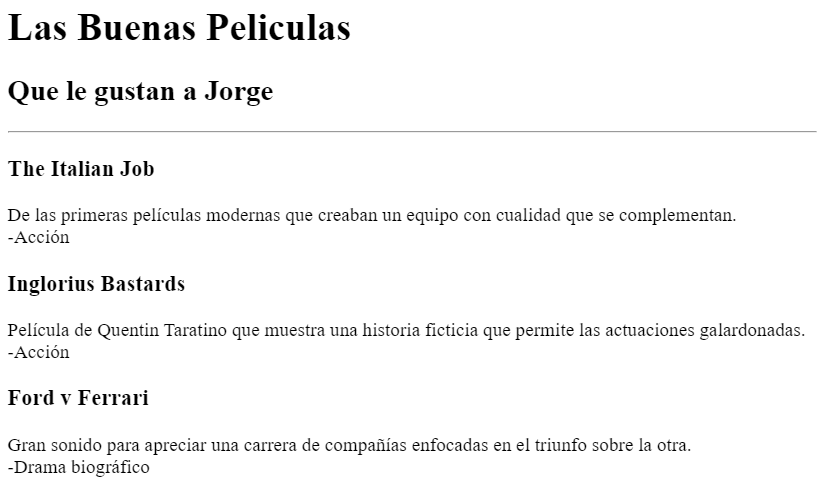 Las Buenas Peliculas
Que le gustan a Jorge
The Italian Job
De las primeras películas modernas que creaban un equipo con cualidad que se complementan.
-Acción
Inglorius Bastards
Película de Quentin Taratino que muestra una historia ficticia que permite las actuaciones galardonadas.
-Acción
Ford v Ferrari
Gran sonido para apreciar una carrera de compañías enfocadas en el triunfo sobre la otra.
-Drama biográfico